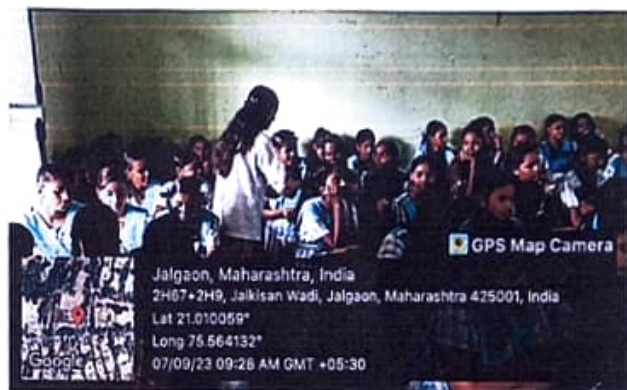 GPS Map Camera
Jalgaon, Maharashtra, India
2H67+2H9, Jaikisan Wadi, Jalgaon, Maharashtra 425001, India
Lat 21.010059°
Long 75.564132°
07/09/23 09:28 AM GMT +05:30
Google